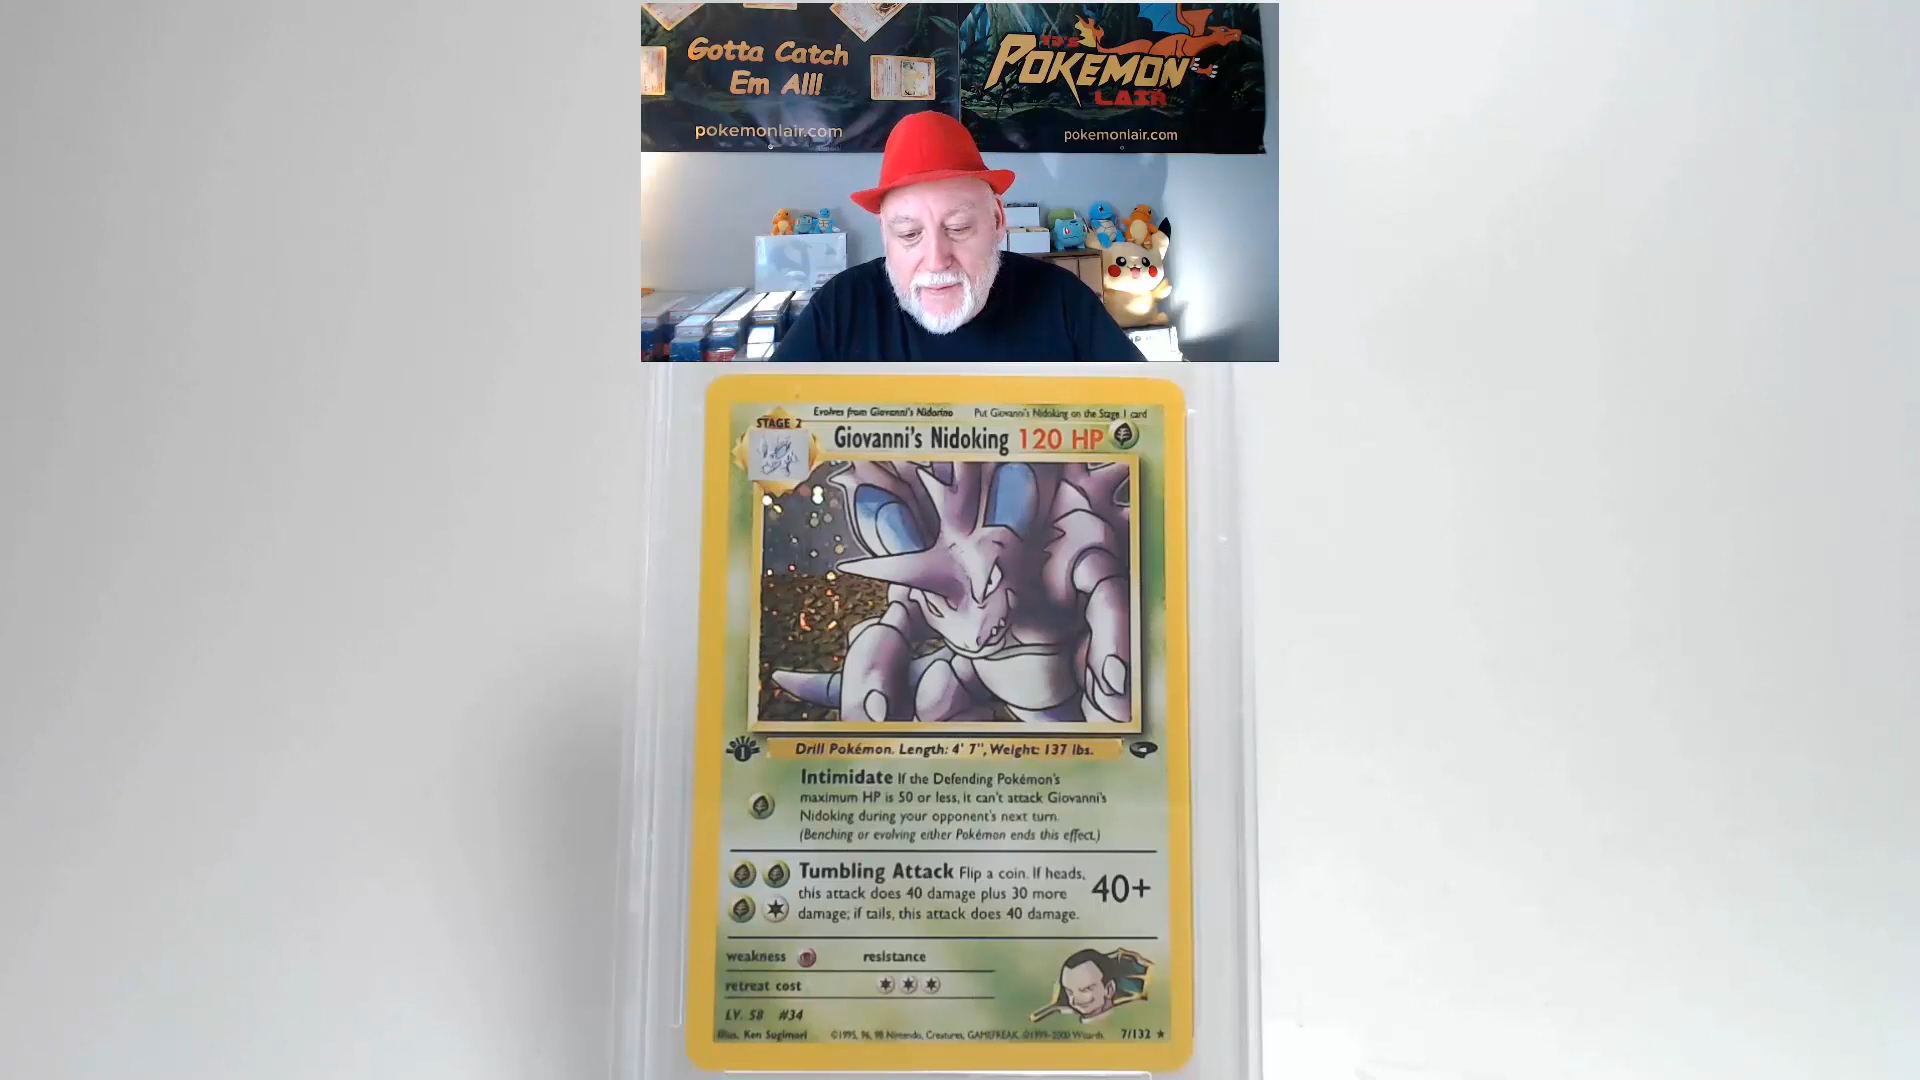 Gotta Catch
Em All!
pokemonlair.com
TJ'S
POKEMON
LAIR
pokemonlair.com
Evolves from Giovanni's Nidorino Put Giovanni's Nidoking on the Stage 1 card
STAGE 2
Giovanni's Nidoking 120 HP
EDITION
1
Drill Pokémon. Length: 4' 7", Weight: 137 lbs.
Intimidate If the Defending Pokémon's
maximum HP is 50 or less, it can't attack Giovanni's
Nidoking during your opponent's next turn.
(Benching or evolving either Pokémon ends this effect.)
Tumbling Attack Flip a coin. If heads,
this attack does 40 damage plus 30 more
damage; if tails, this attack does 40 damage.
40+
weakness resistance
retreat cost
LV. 58 #34
Illus. Ken Sugimori ©1995, 96, 98 Nintendo, Creatures, GAMEFREAK. ©1999-2000 Wizards. 7/132 ★